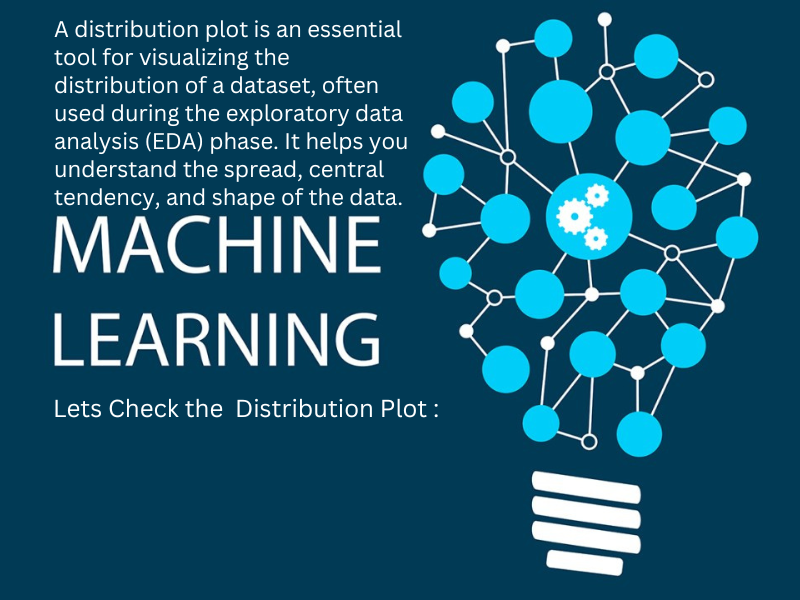 A distribution plot is an essential
tool for visualizing the
distribution of a dataset, often
used during the exploratory data
analysis (EDA) phase. It helps you
understand the spread, central
tendency, and shape of the data.
MACHINE
LEARNING
Lets Check the  Distribution Plot :